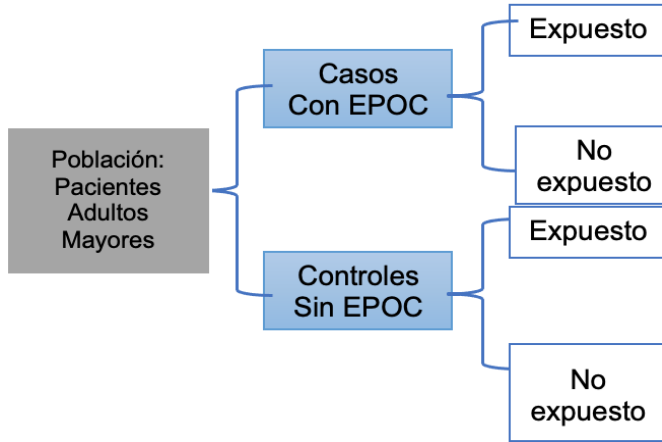 Población:
Pacientes
Adultos
Mayores
Casos
Con EPOC
Expuesto
No
expuesto
Controles
Sin EPOC
Expuesto
No
expuesto